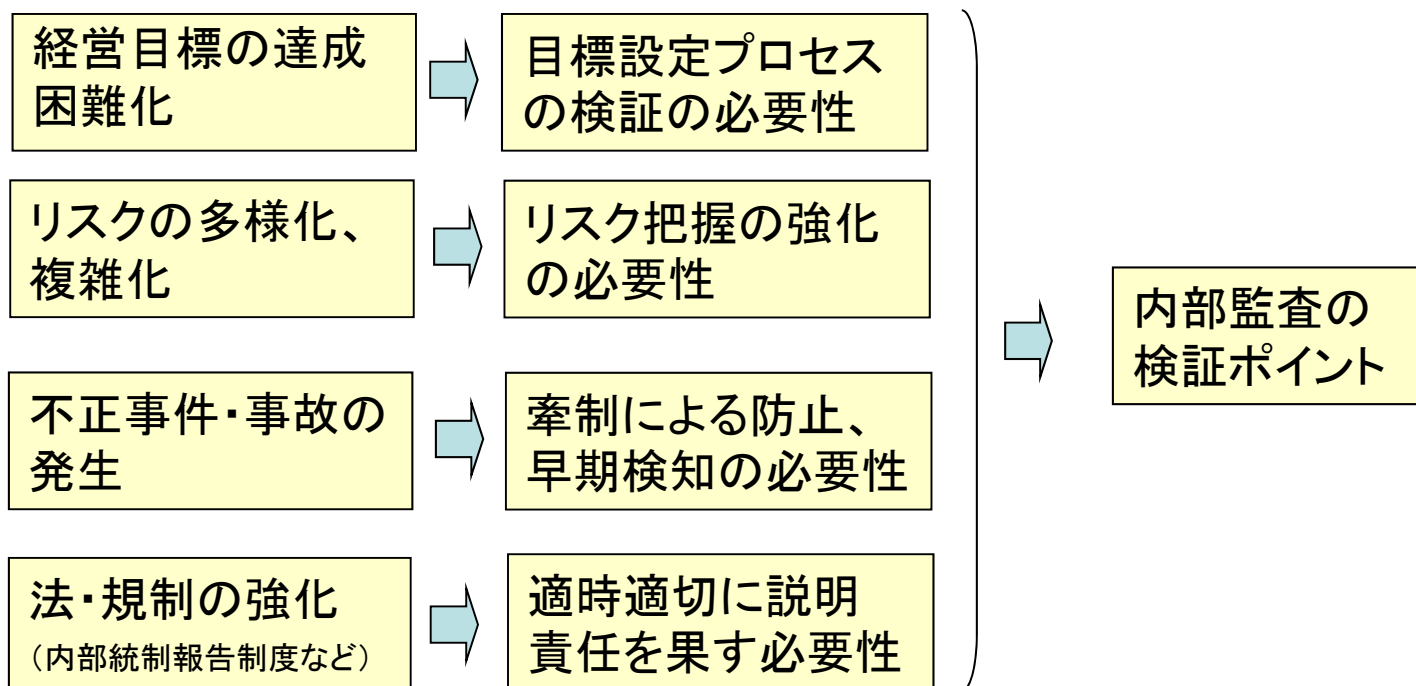 経営目標の達成
困難化
目標設定プロセス
の検証の必要性
リスクの多様化、
複雑化
リスク把握の強化
の必要性
不正事件・事故の
発生
牽制による防止、
早期検知の必要性
法・規制の強化
（内部統制報告制度など）
適時適切に説明
責任を果す必要性
内部監査の
検証ポイント